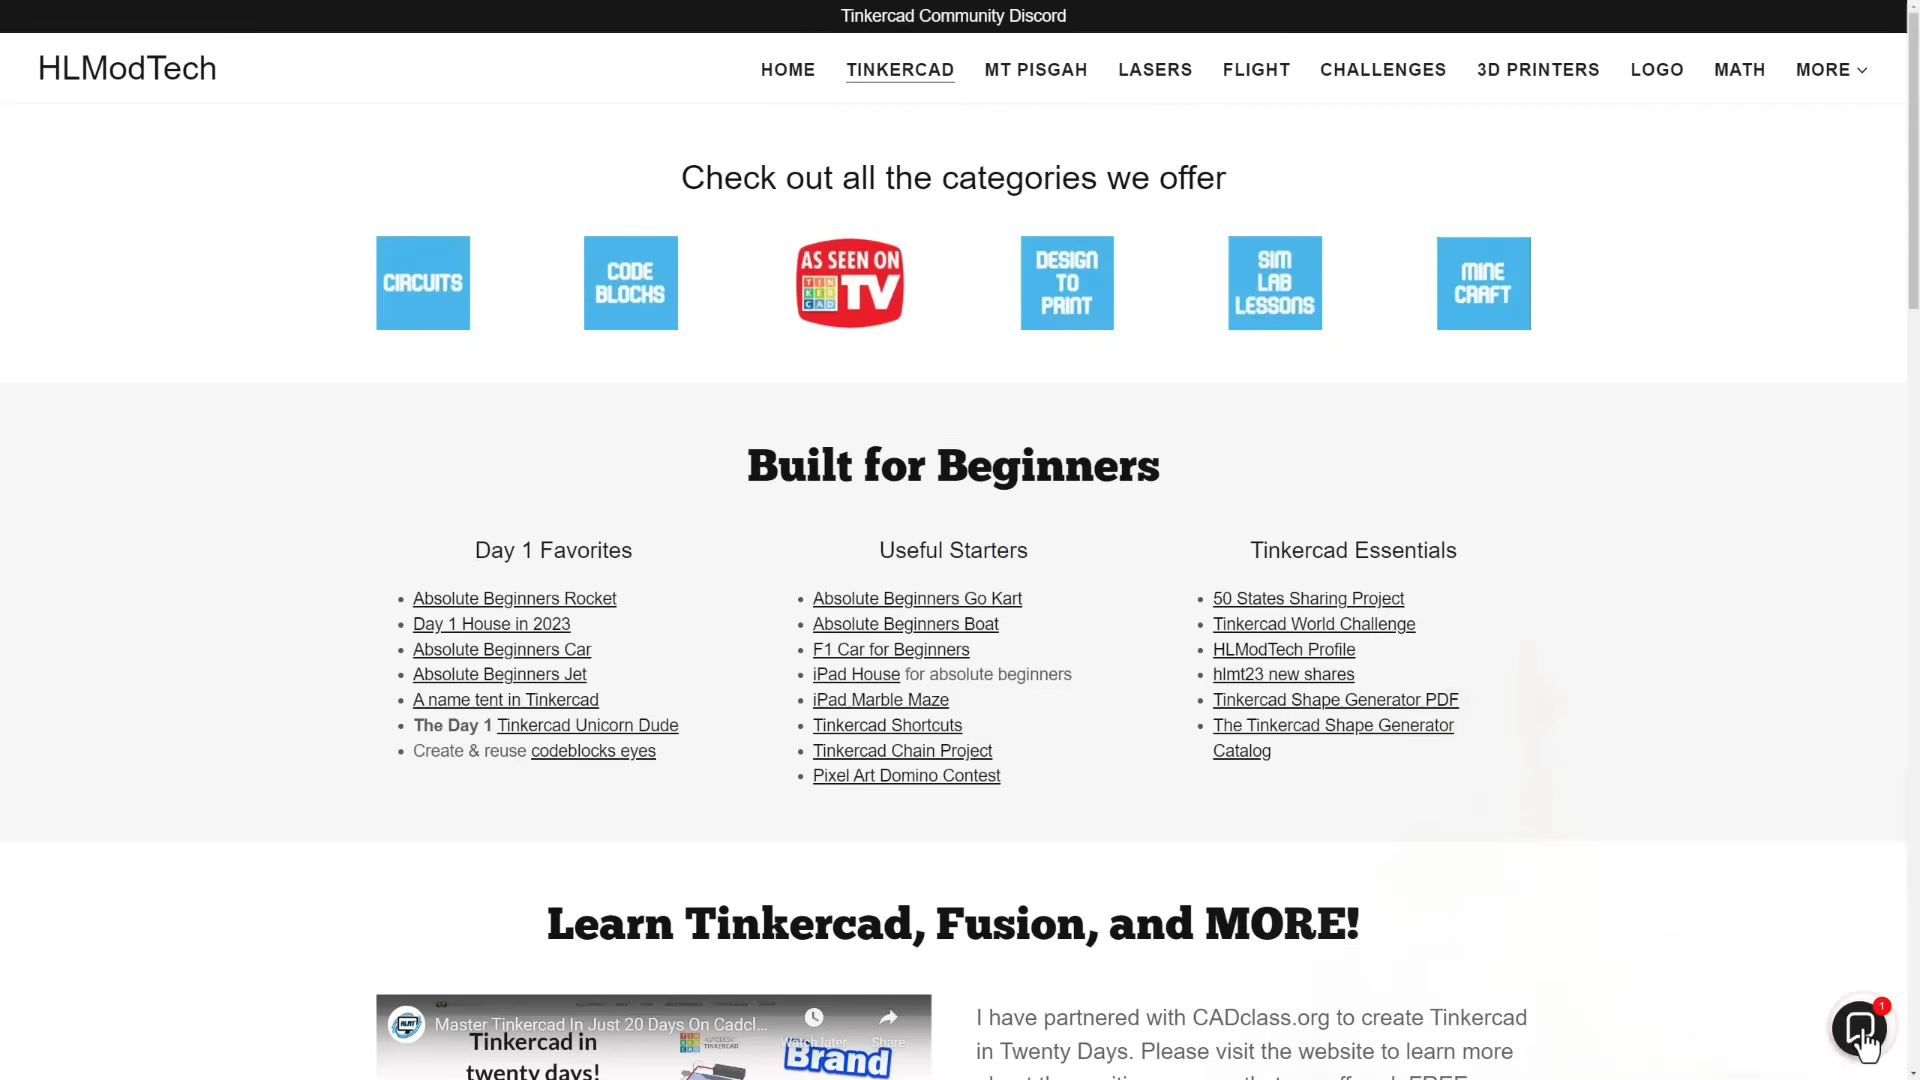 Tinkercad Community Discord
HLModTech
HOME TINKERCAD MT PISGAH LASERS FLIGHT CHALLENGES 3D PRINTERS LOGO MATH MORE
Check out all the categories we offer
CIRCUITS
CODE
BLOCKS
AS SEEN ON
TIN
KER
CAD
TV
DESIGN
TO
PRINT
SIM
LAB
LESSONS
MINE
CRAFT
Built for Beginners
Day 1 Favorites
Absolute Beginners Rocket
Day 1 House in 2023
Absolute Beginners Car
Absolute Beginners Jet
A name tent in Tinkercad
The Day 1 Tinkercad Unicorn Dude
Create & reuse codeblocks eyes
Useful Starters
Absolute Beginners Go Kart
Absolute Beginners Boat
F1 Car for Beginners
iPad House for absolute beginners
iPad Marble Maze
Tinkercad Shortcuts
Tinkercad Chain Project
Pixel Art Domino Contest
Tinkercad Essentials
50 States Sharing Project
Tinkercad World Challenge
HLModTech Profile
hlmt23 new shares
Tinkercad Shape Generator PDF
The Tinkercad Shape Generator
Catalog
Learn Tinkercad, Fusion, and MORE!
HLMT
Master Tinkercad In Just 20 Days On Cadcl...
Watch later
Share
Tinkercad in
twenty days!
AUTODESK
TINKERCAD
Brand
I have partnered with CADclass.org to create Tinkercad
in Twenty Days. Please visit the website to learn more
1